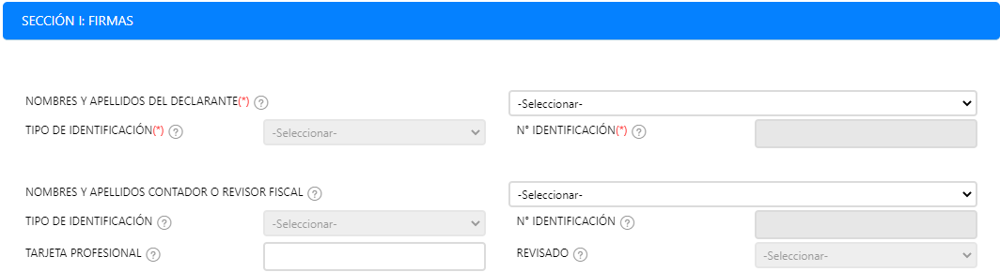 SECCIÓN I: FIRMAS
NOMBRES Y APELLIDOS DEL DECLARANTE(*) ? -Seleccionar-
TIPO DE IDENTIFICACIÓN(*) ? -Seleccionar- N° IDENTIFICACIÓN(*) ?
NOMBRES Y APELLIDOS CONTADOR O REVISOR FISCAL ? -Seleccionar-
TIPO DE IDENTIFICACIÓN ? -Seleccionar- N° IDENTIFICACIÓN ?
TARJETA PROFESIONAL ? REVISADO ? -Seleccionar-